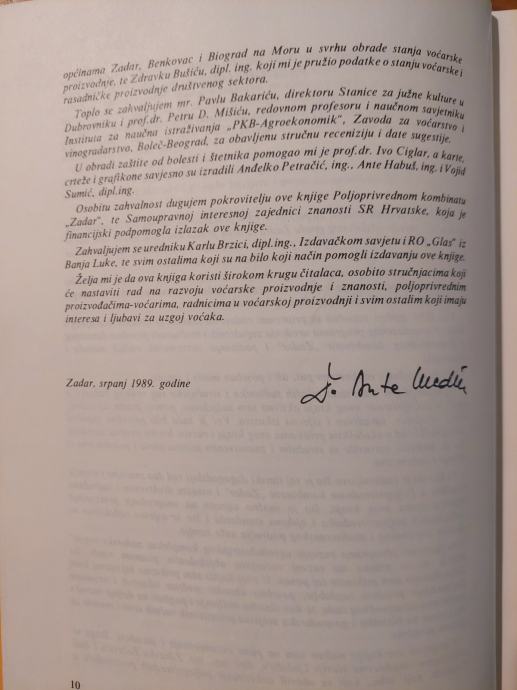 općinama Zadar, Benkovac i Biograd na Moru u svrhu obrade stanja voćarske
proizvodnje, te Zdravku Bušiću, dipl. ing. koji mi je pružio podatke o stanju voćarske i
rasadničke proizvodnje društvenog sektora.
Toplo se zahvaljujem mr. Pavlu Bakariću, direktoru Stanice za južne kulture u
Dubrovniku i prof.dr. Petru D. Mišiću, redovnom profesoru i naučnom savjetniku
Instituta za naučna istraživanja „PKB-Agroekonomik“, Zavoda za voćarstvo i
vinogradarstvo, Boleč-Beograd, za obavljenu stručnu recenziju i date sugestije.
U obradi zaštite od bolesti i štetnika pomogao mi je prof.dr. Ivo Ciglar, a karte,
crteže i grafikone savjesno su izradili Anđelko Petračić, ing., Ante Habuš, ing. i Vojid
Sumić, dipl.ing.
Osobitu zahvalnost dugujem pokrovitelju ove knjige Poljoprivrednom kombinatu
„Zadar“, te Samoupravnoj interesnoj zajednici znanosti SR Hrvatske, koja je
financijski podpomogla izlazak ove knjige.
Zahvaljujem se uredniku Karlu Brzici, dipl.ing., Izdavačkom savjetu i RO „Glas“ iz
Banja Luke, te svim ostalima koji su na bilo koji način pomogli izdavanju ove knjige.
Želja mi je da ova knjiga koristi širokom krugu čitalaca, osobito stručnjacima koji
će nastaviti rad na razvoju voćarske proizvodnje i znanosti, poljoprivrednim
proizvođačima-voćarima, radnicima u voćarskoj proizvodnji i svim ostalim koji imaju
interesa i ljubavi za uzgoj voćaka.
Zadar, srpanj 1989. godine
Ante
10